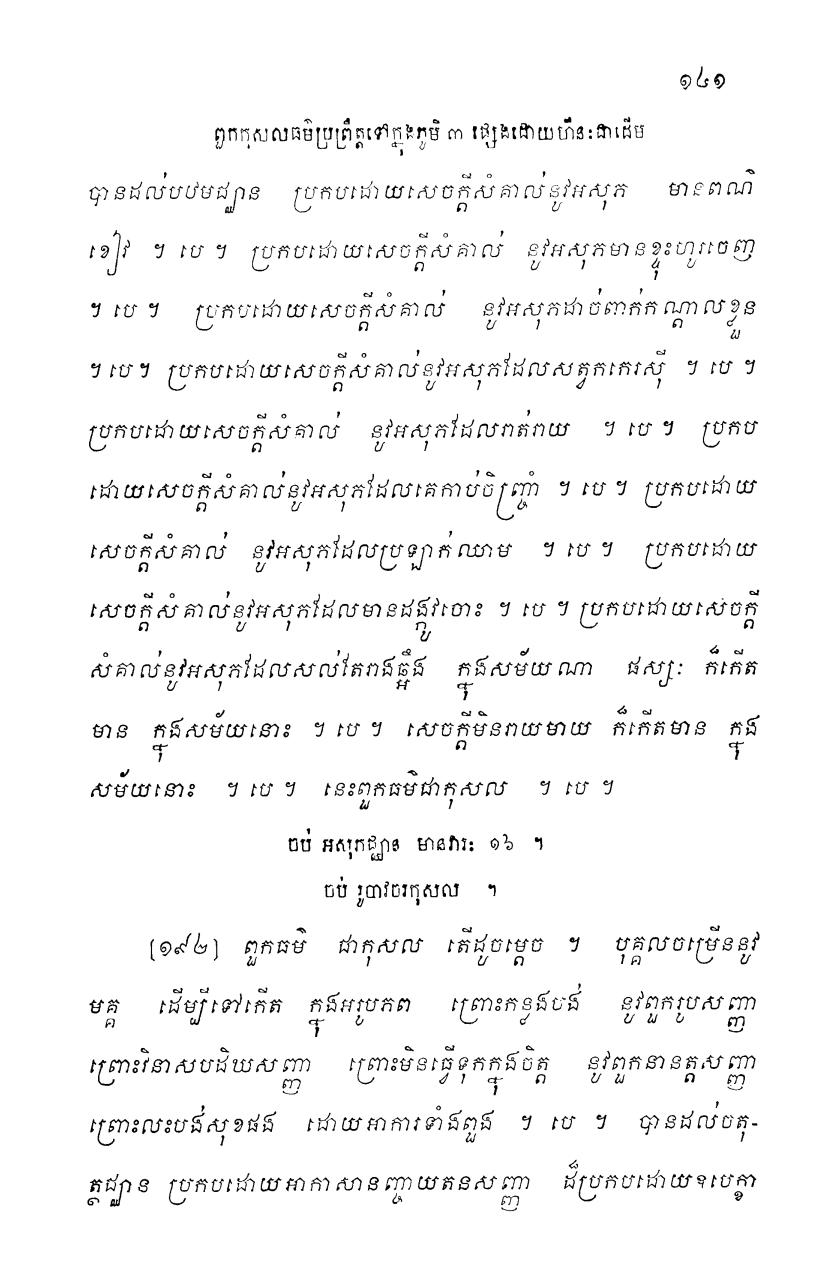 ១៤១
ពួកកុសលធម៌ប្រព្រឹត្តទៅក្នុងភូមិ ៣ ផ្សេងដោយហីនៈជាដើម
បានដល់បឋមជ្ឈាន ប្រកបដោយសេចក្តីសំគាល់នូវអសុភ មានពណ៌
ខៀវ ។ បេ ។ ប្រកបដោយសេចក្តីសំគាល់ នូវអសុភមានខ្ទុះហូរចេញ
។ បេ ។ ប្រកបដោយសេចក្តីសំគាល់ នូវអសុភដាច់ពាក់កណ្តាលខ្លួន
។ បេ ។ ប្រកបដោយសេចក្តីសំគាល់នូវអសុភដែលសត្វកកេរស៊ី ។ បេ ។
ប្រកបដោយសេចក្តីសំគាល់ នូវអសុភដែលរាត់រាយ ។ បេ ។ ប្រកប
ដោយសេចក្តីសំគាល់នូវអសុភដែលគេកាប់ចិញ្រ្ចាំ ។ បេ ។ ប្រកបដោយ
សេចក្តីសំគាល់ នូវអសុភដែលប្រឡាក់ឈាម ។ បេ ។ ប្រកបដោយ
សេចក្តីសំគាល់នូវអសុភដែលមានដង្កូវចោះ ។ បេ ។ ប្រកបដោយសេចក្តី
សំគាល់នូវអសុភដែលសល់តែរាងឆ្អឹង ក្នុងសម័យណា ផស្សៈ ក៏កើត
មាន ក្នុងសម័យនោះ ។ បេ ។ សេចក្តីមិនរាយមាយ ក៏កើតមាន ក្នុង
សម័យនោះ ។ បេ ។ នេះពួកធម៌ជាកុសល ។ បេ ។
ចប់ អសុភជ្ឈាន មានវារៈ ១៦ ។
ចប់ រូបាវចរកុសល ។
[១៩២] ពួកធម៌ ជាកុសល តើដូចម្តេច ។ បុគ្គលចម្រើននូវ
មគ្គ ដើម្បីទៅកើត ក្នុងអរូបភព ព្រោះកន្លងបង់ នូវពួករូបសញ្ញា
ព្រោះវិនាសបដិឃសញ្ញា ព្រោះមិនធ្វើទុកក្នុងចិត្ត នូវពួកនានត្តសញ្ញា
ព្រោះលះបង់សុខផង ដោយអាការទាំងពួង ។ បេ ។ បានដល់ចតុ-
ត្ថជ្ឈាន ប្រកបដោយអាកាសានញ្ចាយតនសញ្ញា ដ៏ប្រកបដោយឧបេក្ខា